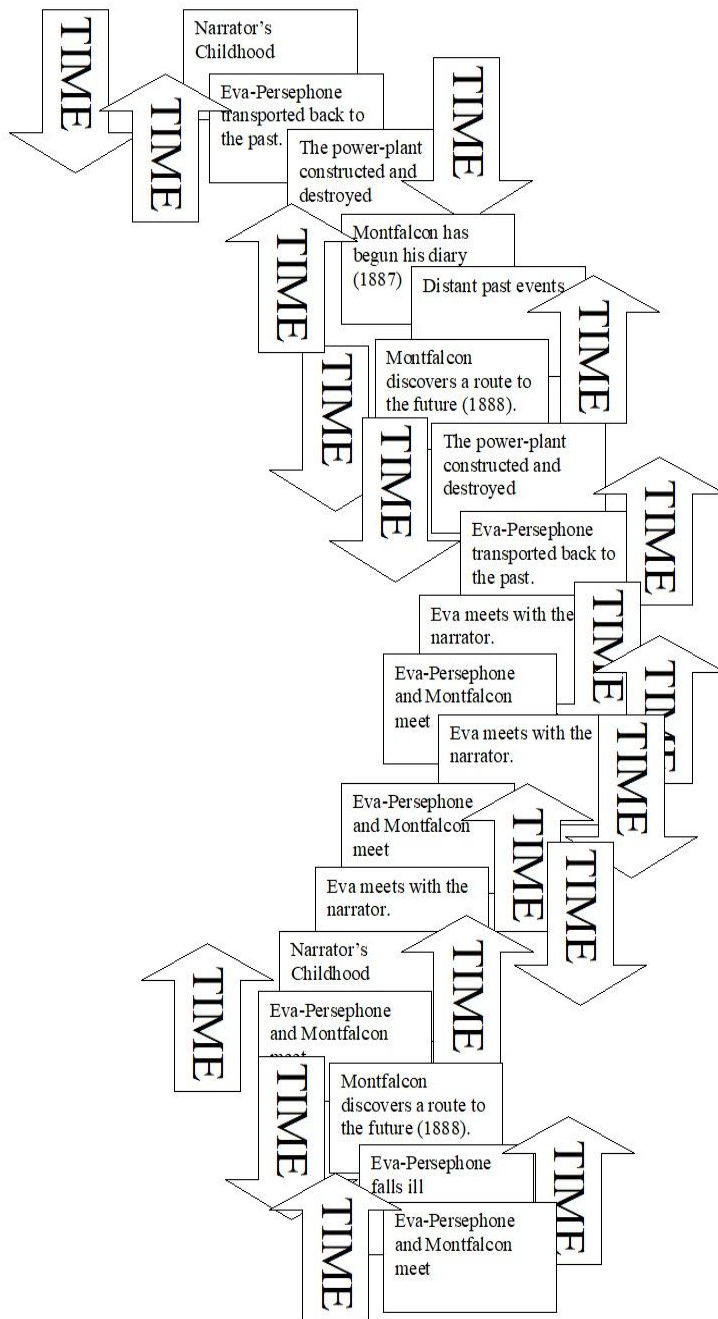 TIME
Narrator's
Childhood
TIME
Eva-Persephone
transported back to
the past.
TIME
The power-plant
constructed and
destroyed
TIME
Montfalcon has
begun his diary
(1887)
Distant past events
TIME
Montfalcon
discovers a route to
the future (1888).
TIME
TIME
The power-plant
constructed and
destroyed
TIME
Eva-Persephone
transported back to
the past.
Eva meets with the
narrator.
TIME
Eva-Persephone
and Montfalcon
meet
TIME
Eva meets with the
narrator.
TIME
Eva-Persephone
and Montfalcon
meet
TIME
TIME
Eva meets with the
narrator.
Narrator's
Childhood
TIME
TIME
Eva-Persephone
and Montfalcon
meet
TIME
Montfalcon
discovers a route to
the future (1888).
Eva-Persephone
falls ill
TIME
TIME
Eva-Persephone
and Montfalcon
meet